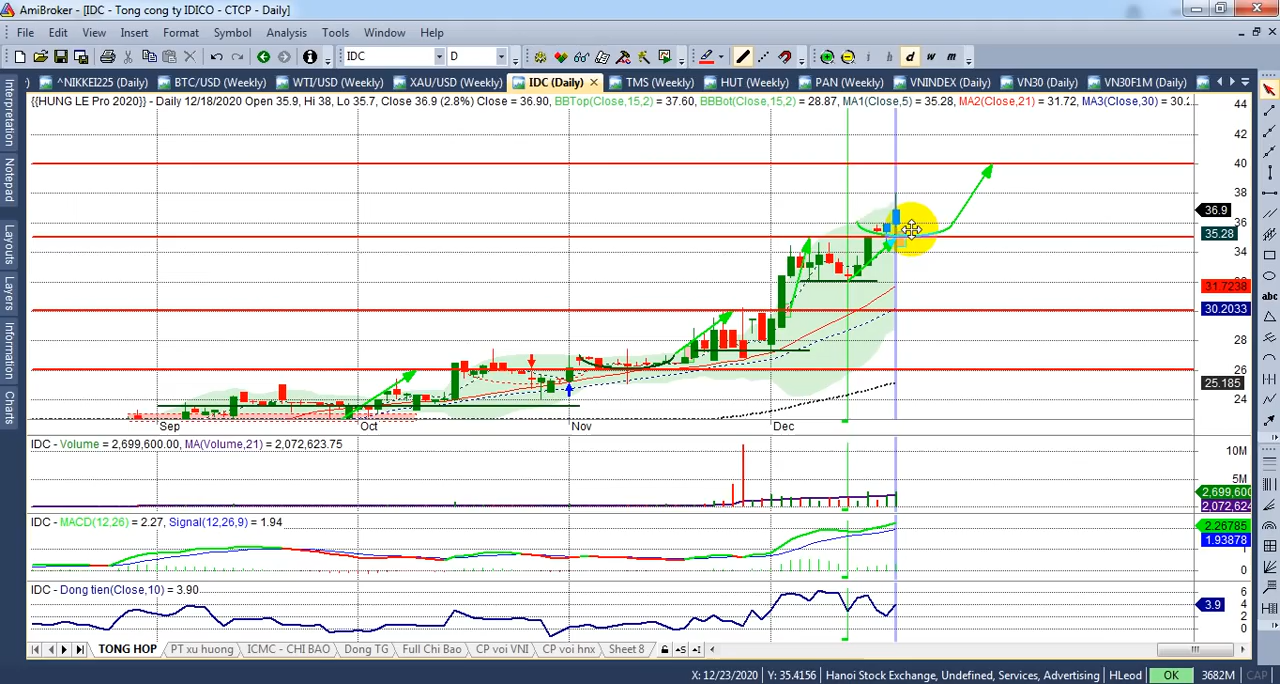 AmiBroker - [IDC - Tong cong ty IDICO - CTCP - Daily]
File Edit View Insert Format Symbol Analysis Tools Window Help
IDC D d w m
^NIKKEI225 (Daily) BTC/USD (Weekly) WTI/USD (Weekly) XAU/USD (Weekly) IDC (Daily) TMS (Weekly) HUT (Weekly) PAN (Weekly) VNINDEX (Daily) VN30 (Daily) VN30F1M (Daily)
{{HUNG LE Pro 2020}} - Daily 12/18/2020 Open 35.9, Hi 38, Lo 35.7, Close 36.9 (2.8%) Close = 36.90, BBTop(Close,15,2) = 37.60, BBBot(Close,15,2) = 28.87, MA1(Close,5) = 35.28, MA2(Close,21) = 31.72, MA3(Close,30) = 30.2
Interpretation
Notepad
Layers
Information
Charts
44
42
40
38
36.9
36
35.28
34
31.7238
30.2033
28
26
25.185
24
Sep Oct Nov Dec
IDC - Volume = 2,699,600.00, MA(Volume,21) = 2,072,623.75
10M
5M
2,699,600
2,072,624
IDC - MACD(12,26) = 2.27, Signal(12,26,9) = 1.94
2.26785
1.93878
0
IDC - Dong tien(Close,10) = 3.90
6
4
3.9
2
0
TONG HOP PT xu huong ICMC - CHI BAO Dong TG Full Chi Bao CP voi VNI CP voi hnx Sheet 8
X: 12/23/2020 Y: 35.4156 Hanoi Stock Exchange, Undefined, Services, Advertising HLeod OK 3682M CAP
abc